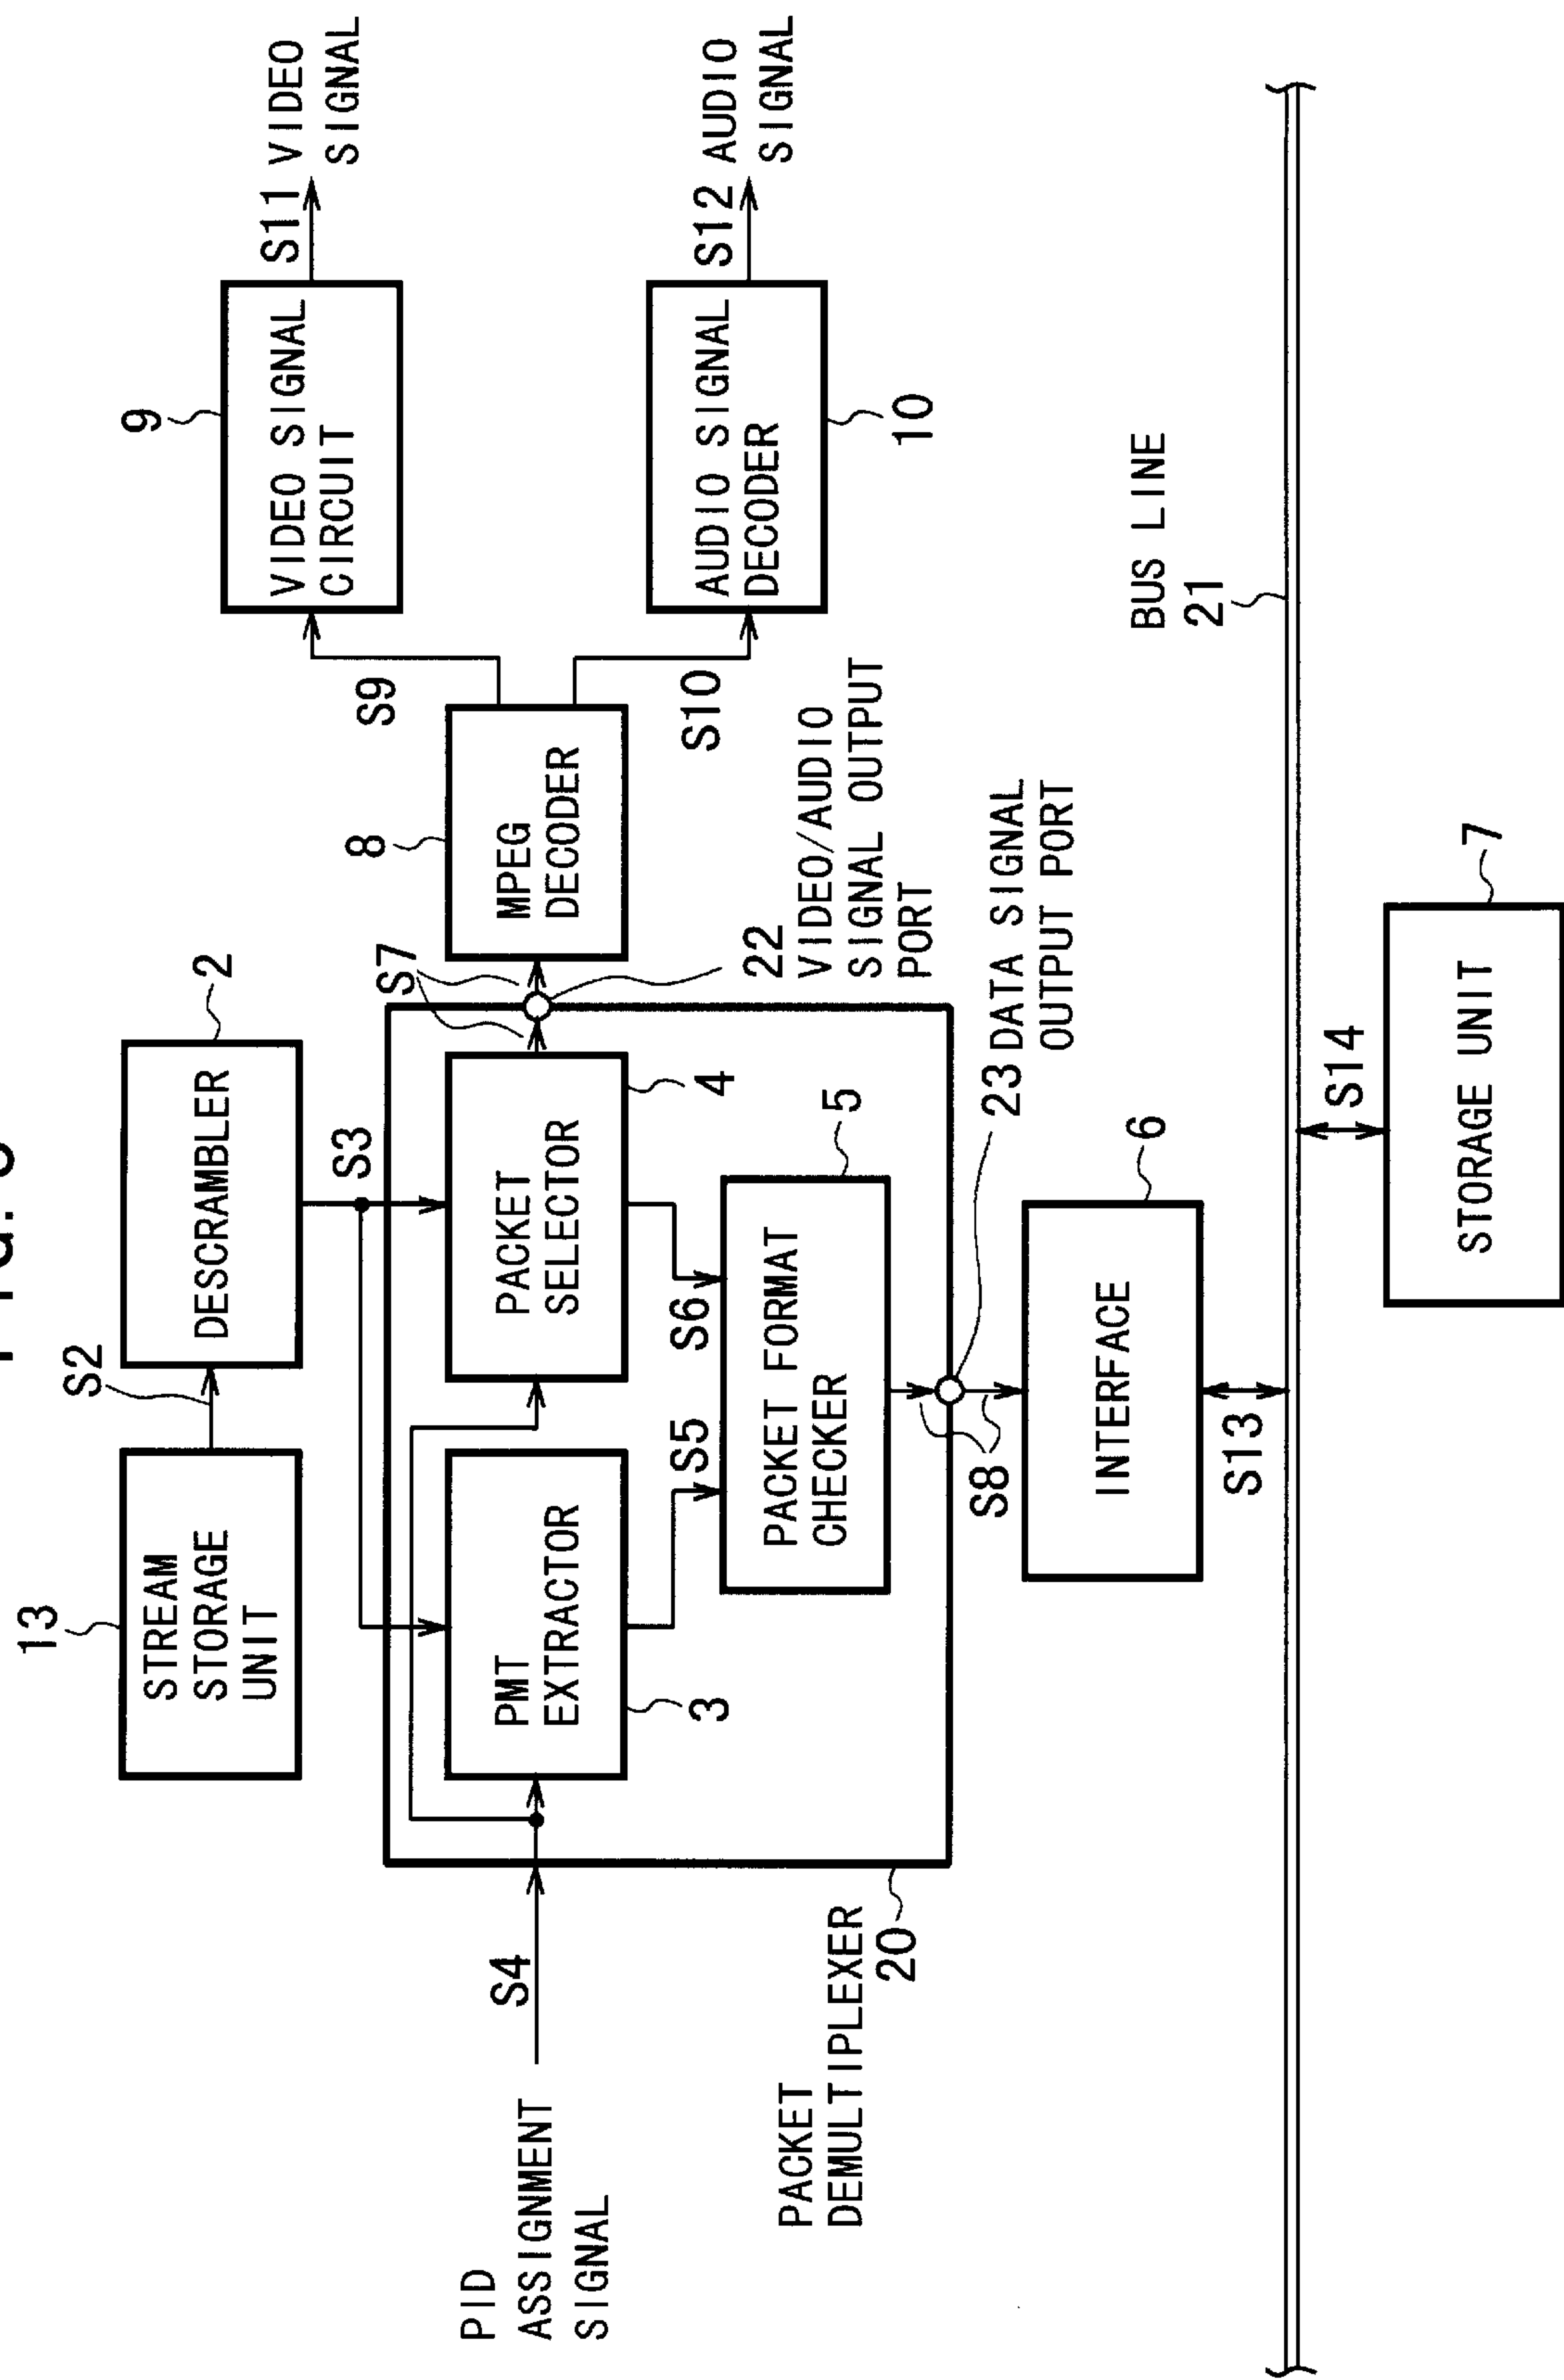 13
STREAM
STORAGE
UNIT
S2
2
DESCRAMBLER
S3
9
VIDEO SIGNAL
CIRCUIT
S11
VIDEO
SIGNAL
PID
ASSIGNMENT
SIGNAL
S4
PMT
EXTRACTOR
3
PACKET
SELECTOR
4
S7
8
MPEG
DECODER
S9
S10
AUDIO SIGNAL
DECODER
10
S12
AUDIO
SIGNAL
S5
S6
PACKET FORMAT
CHECKER
5
22
VIDEO/AUDIO
SIGNAL OUTPUT
PORT
PACKET
DEMULTIPLEXER
20
S8
23
DATA SIGNAL
OUTPUT PORT
INTERFACE
6
S13
BUS LINE
21
S14
STORAGE UNIT
7